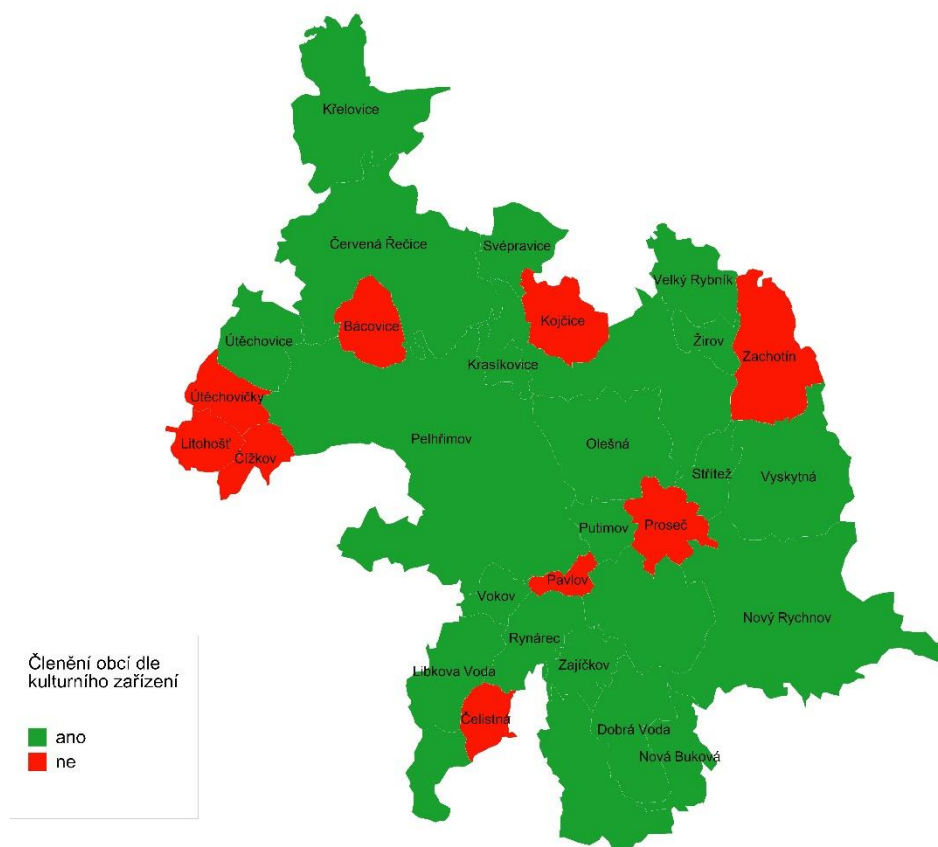 Křelovice
Červená Řečice
Svépravice
Velký Rybník
Bácovice
Kojčice
Žirov
Zachotín
Útěchovice
Krasíkovice
Útěchovičky
Litohošť
Čížkov
Pelhřimov
Olešná
Střítež
Vyskytná
Putimov
Proseč
Pavlov
Vokov
Nový Rychnov
Rynárec
Libkova Voda
Zajíčkov
Čelistná
Dobrá Voda
Nová Buková
Členění obcí dle
kulturního zařízení
ano
ne